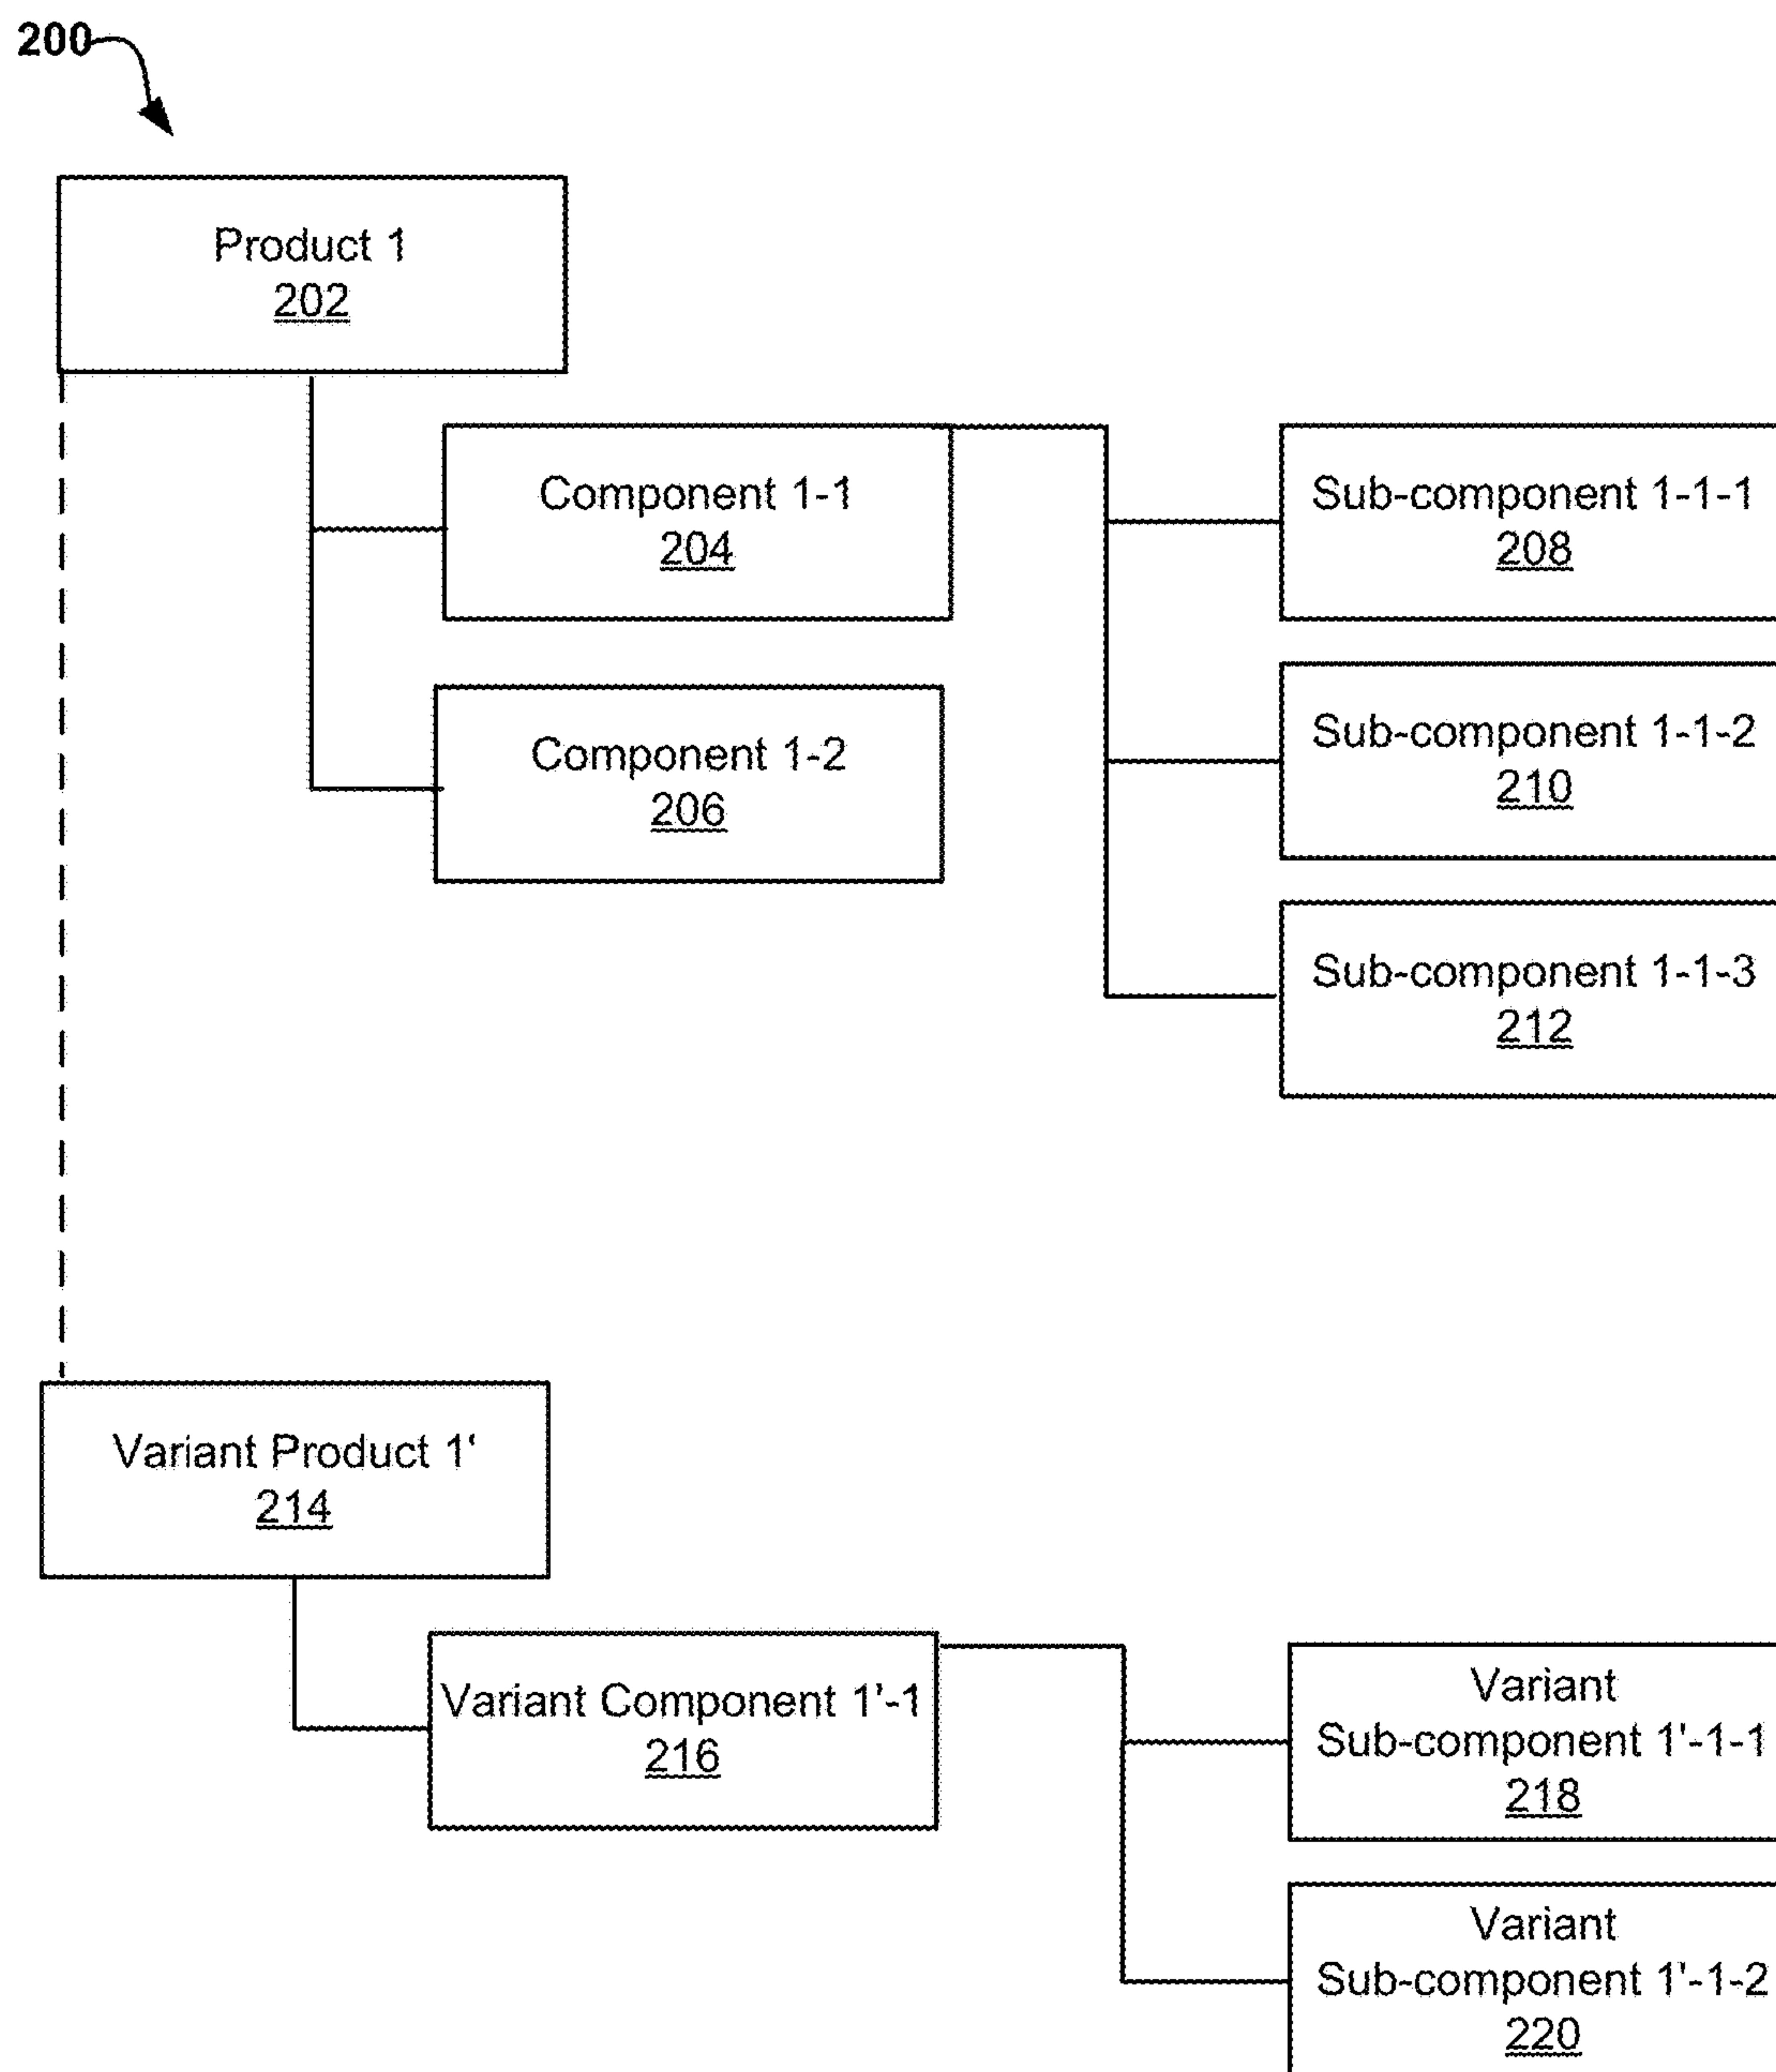 200
Product 1
202
Component 1-1
204
Sub-component 1-1-1
208
Component 1-2
206
Sub-component 1-1-2
210
Sub-component 1-1-3
212
Variant Product 1'
214
Variant Component 1'-1
216
Variant
Sub-component 1'-1-1
218
Variant
Sub-component 1'-1-2
220